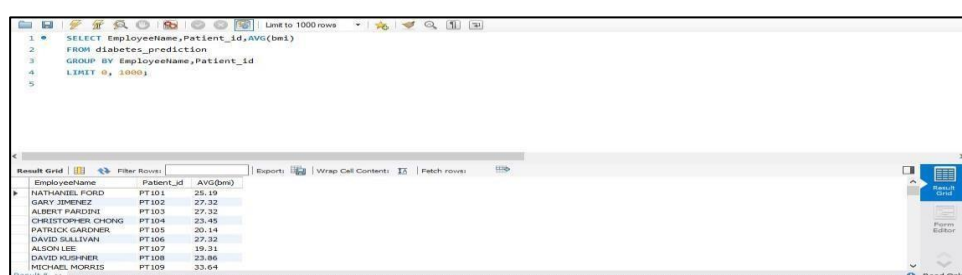 Limit to 1000 rows
1 SELECT EmployeeName,Patient_id,AVG(bmi)
2 FROM diabetes_prediction
3 GROUP BY EmployeeName,Patient_id
4 LIMIT 0, 1000;
5
Result Grid Filter Rows: Export: Wrap Cell Content: Fetch rows:
EmployeeName Patient_id AVG(bmi)
NATHANIEL FORD PT101 25.19
GARY JIMENEZ PT102 27.32
ALBERT PARDINI PT103 27.32
CHRISTOPHER CHONG PT104 23.45
PATRICK GARDNER PT105 20.14
DAVID SULLIVAN PT106 27.32
ALSON LEE PT107 19.31
DAVID KUSHNER PT108 23.86
MICHAEL MORRIS PT109 33.64
Result
Grid
Form
Editor